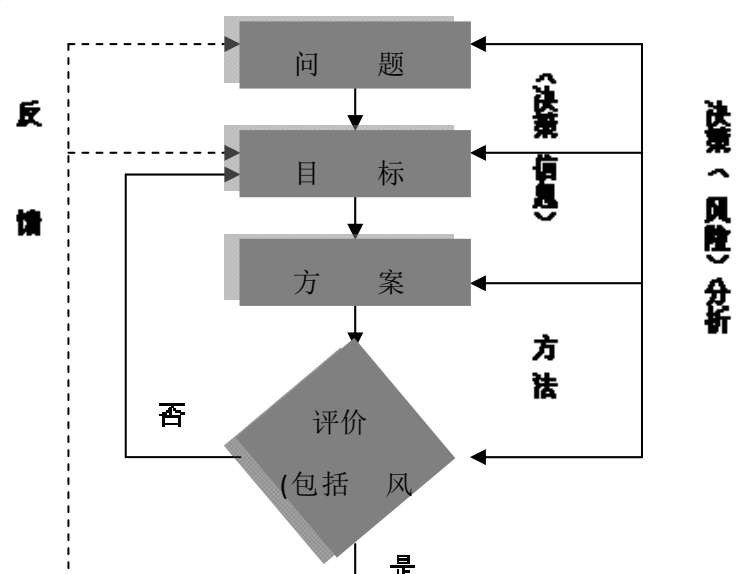 问 题
目 标
方 案
评价
(包括 风
否
是
反
馈
（决策 信息）
方
法
决策（风险）分析